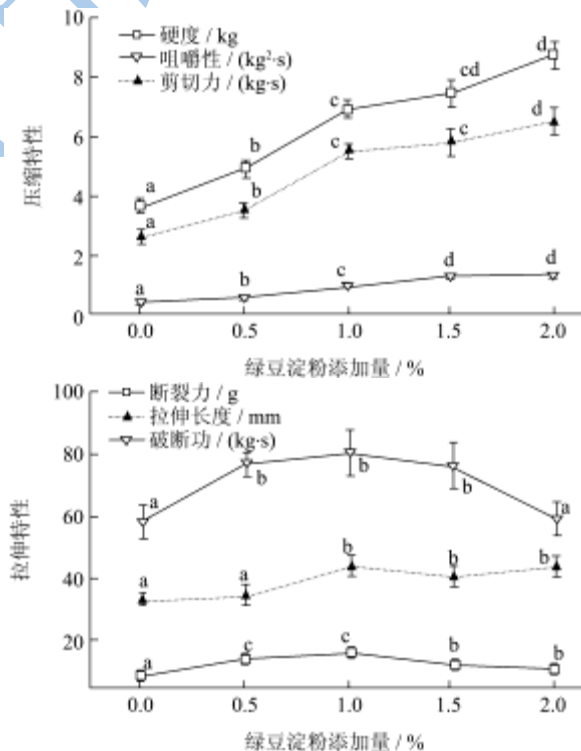 10
硬度 / kg
咀嚼性 / (kg²·s)
剪切力 / (kg·s)
8
6
4
2
0
压缩特性
a
b
c
cd
d
a
b
c
c
d
a
b
c
d
d
0.0 0.5 1.0 1.5 2.0
绿豆淀粉添加量 / %
100
断裂力 / g
拉伸长度 / mm
破断功 / (kg·s)
80
60
40
20
拉伸特性
a
b
b
b
a
a
a
b
b
b
a
c
c
b
b
0.0 0.5 1.0 1.5 2.0
绿豆淀粉添加量 / %